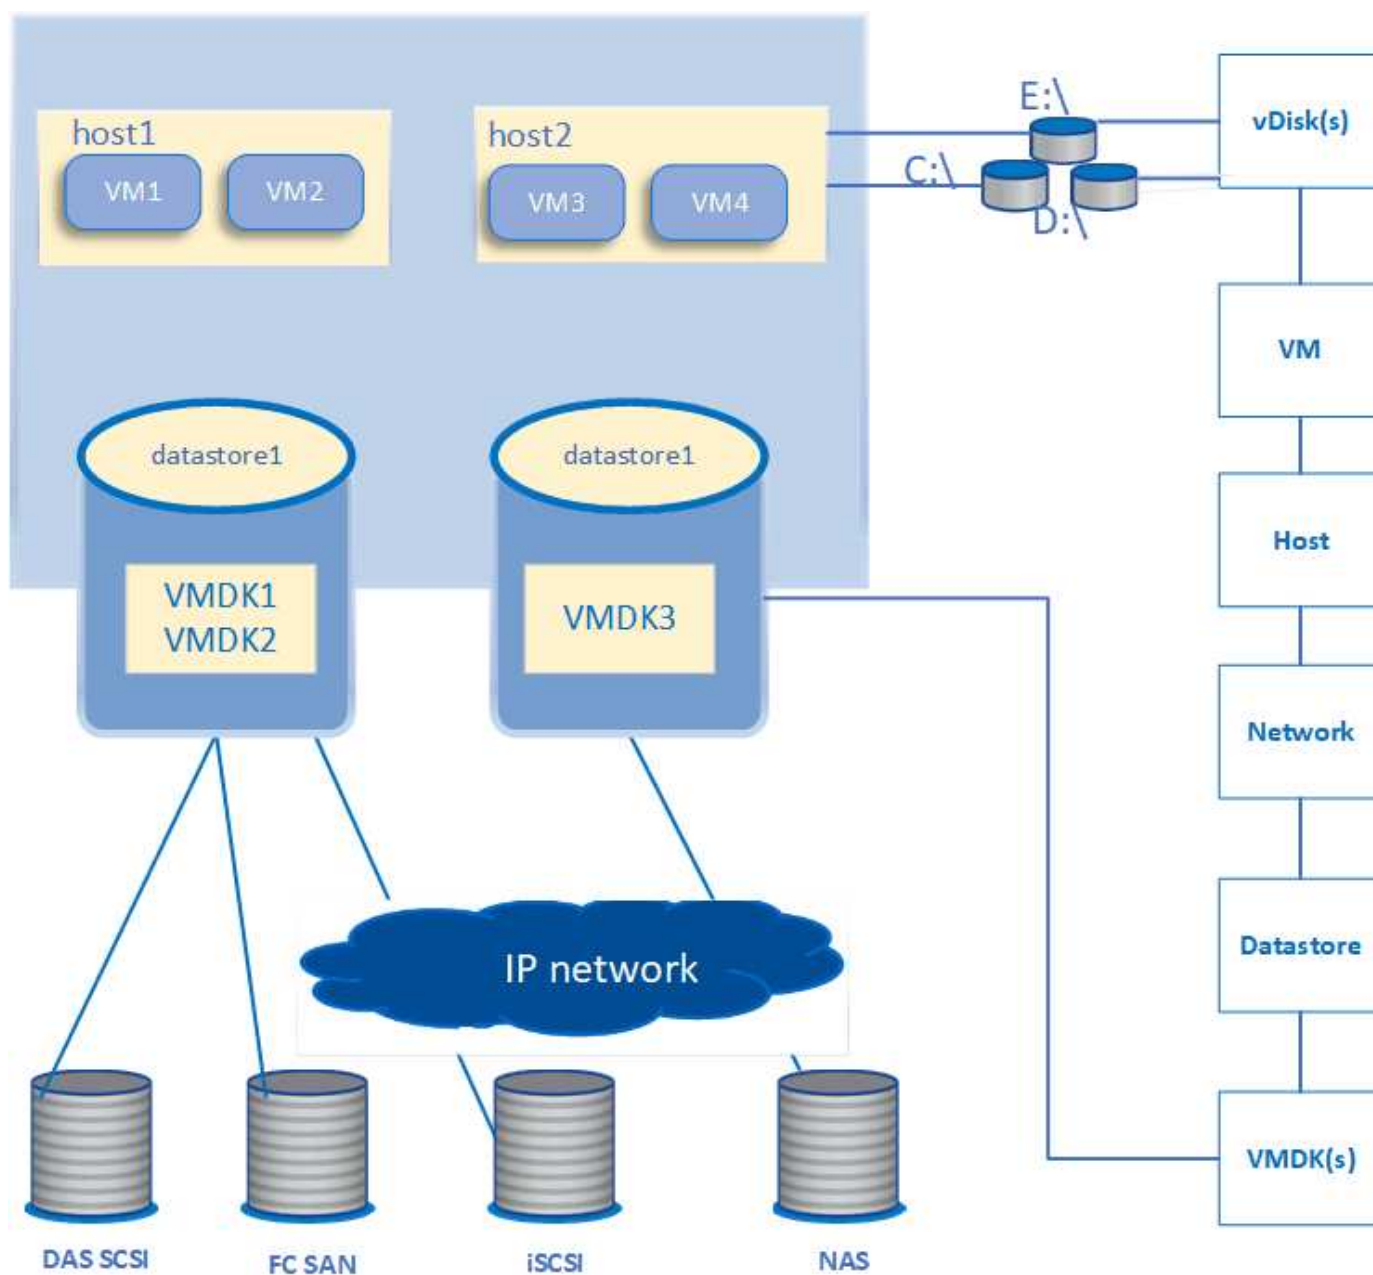 host1
VM1
VM2
host2
VM3
VM4
E:\
C:\
D:\
vDisk(s)
VM
Host
Network
Datastore
VMDK(s)
datastore1
VMDK1
VMDK2
datastore1
VMDK3
IP network
DAS SCSI
FC SAN
iSCSI
NAS